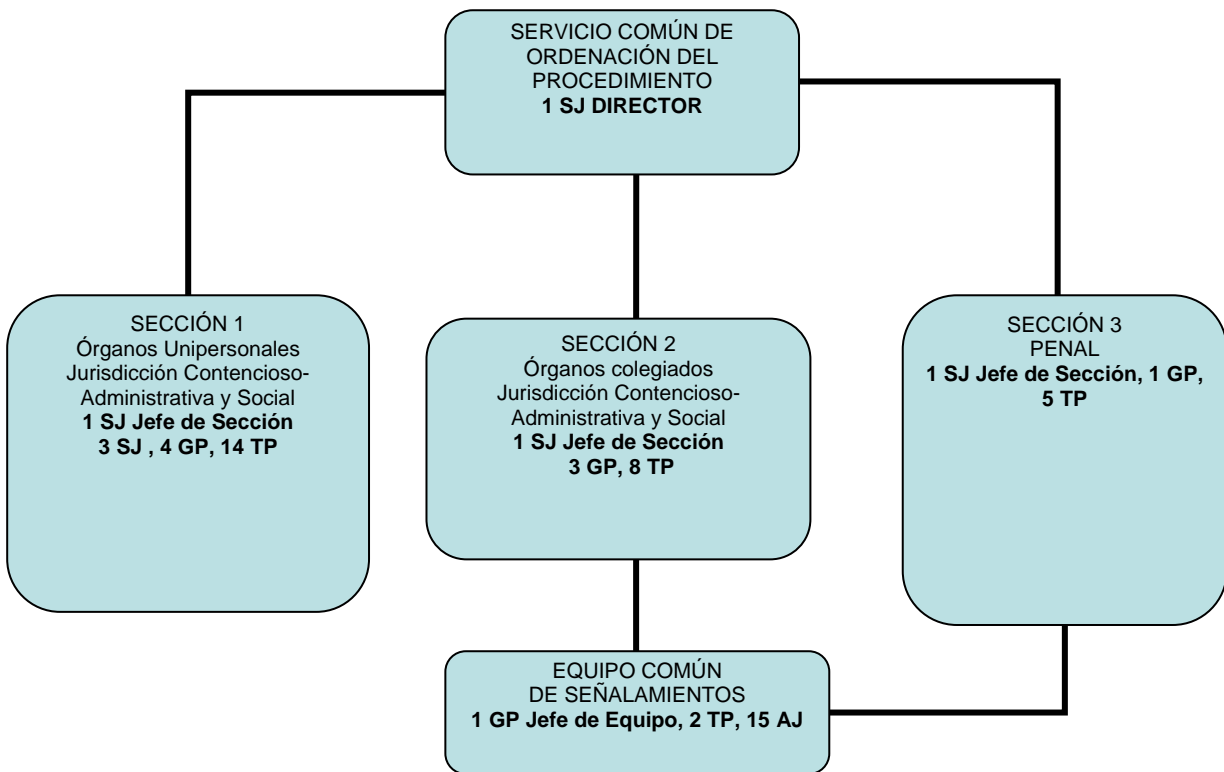 SERVICIO COMÚN DE
ORDENACIÓN DEL
PROCEDIMIENTO
1 SJ DIRECTOR
SECCIÓN 1
Órganos Unipersonales
Jurisdicción Contencioso-
Administrativa y Social
1 SJ Jefe de Sección
3 SJ , 4 GP, 14 TP
SECCIÓN 2
Órganos colegiados
Jurisdicción Contencioso-
Administrativa y Social
1 SJ Jefe de Sección
3 GP, 8 TP
SECCIÓN 3
PENAL
1 SJ Jefe de Sección, 1 GP,
5 TP
EQUIPO COMÚN
DE SEÑALAMIENTOS
1 GP Jefe de Equipo, 2 TP, 15 AJ